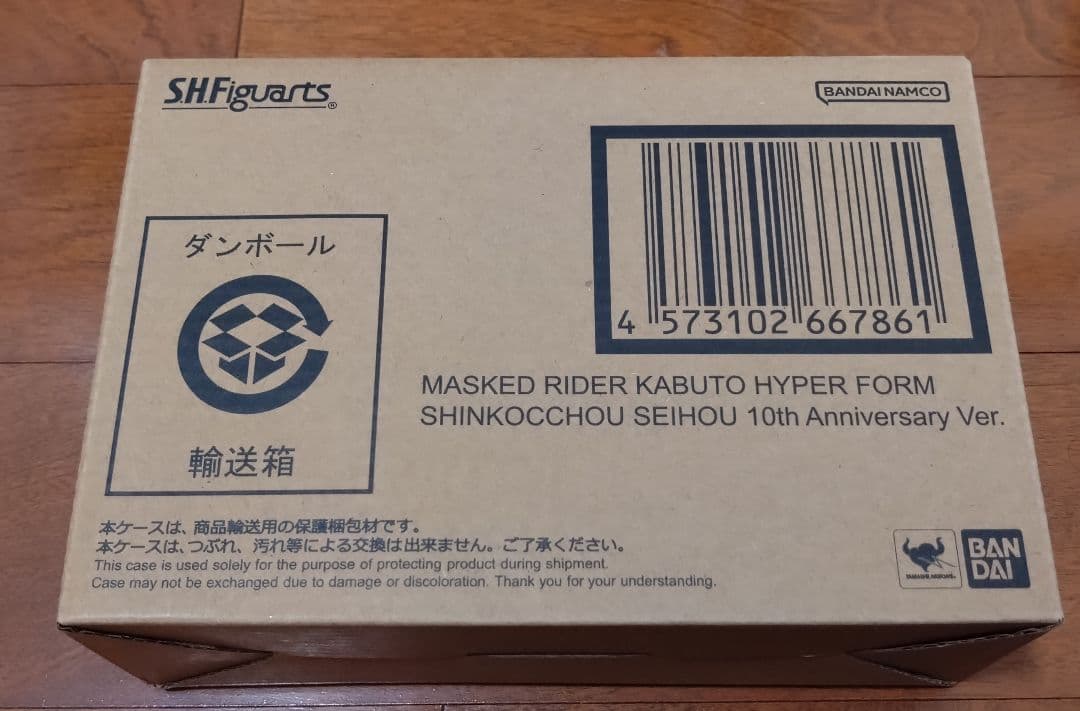 S.H.Figuarts®
BANDAI NAMCO
4 573102 667861
ダンボール
輸送箱
MASKED RIDER KABUTO HYPER FORM
SHINKOCCHOU SEIHOU 10th Anniversary Ver.
本ケースは、商品輸送用の保護梱包材です。
本ケースは、つぶれ、汚れ等による交換は出来ません。ご了承ください。
This case is used solely for the purpose of protecting product during shipment.
Case may not be exchanged due to damage or discoloration. Thank you for your understanding.
TAMASHII NATIONS
BAN
DAI